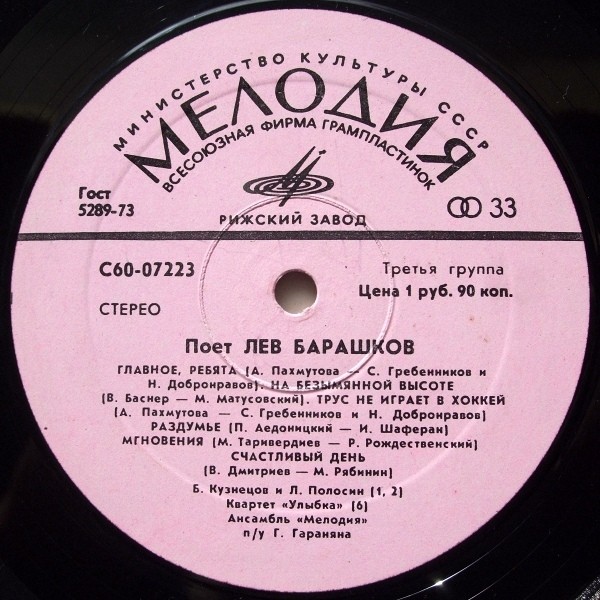 МИНИСТЕРСТВО КУЛЬТУРЫ СССР
МЕЛОДИЯ
ВСЕСОЮЗНАЯ ФИРМА ГРАМПЛАСТИНОК
Гост
5289-73
РИЖСКИЙ ЗАВОД
33
С60-07223
Третья группа
Цена 1 руб. 90 коп.
СТЕРЕО
Поет ЛЕВ БАРАШКОВ
ГЛАВНОЕ, РЕБЯТА (А. Пахмутова — С. Гребенников и
Н. Добронравов). НА БЕЗЫМЯННОЙ ВЫСОТЕ
(В. Баснер — М. Матусовский). ТРУС НЕ ИГРАЕТ В ХОККЕЙ
(А. Пахмутова — С. Гребенников и Н. Добронравов)
РАЗДУМЬЕ (П. Аедоницкий — И. Шаферан)
МГНОВЕНИЯ (М. Таривердиев — Р. Рождественский)
СЧАСТЛИВЫЙ ДЕНЬ
(В. Дмитриев — М. Рябинин)
Б. Кузнецов и Л. Полосин (1, 2)
Квартет «Улыбка» (6)
Ансамбль «Мелодия»
п/у Г. Гараняна